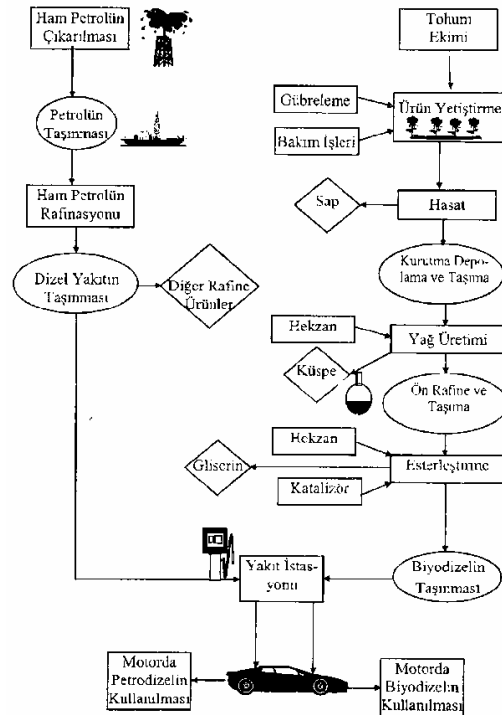 Ham Petrolün
Çıkarılması
Petrolün
Taşınması
Ham Petrolün
Rafinasyonu
Dizel Yakıtın
Taşınması
Diğer Rafine
Ürünler
Tohum
Ekimi
Gübreleme
Bakım İşleri
Ürün Yetiştirme
Sap
Hasat
Kurutma Depo-
lama ve Taşıma
Hekzan
Yağ Üretimi
Küspe
Ön Rafine ve
Taşıma
Hekzan
Gliserin
Esterleştirme
Katalizör
Yakıt İstas-
yonu
Biyodizelin
Taşınması
Motorda
Petrodizelin
Kullanılması
Motorda
Biyodizelin
Kullanılması